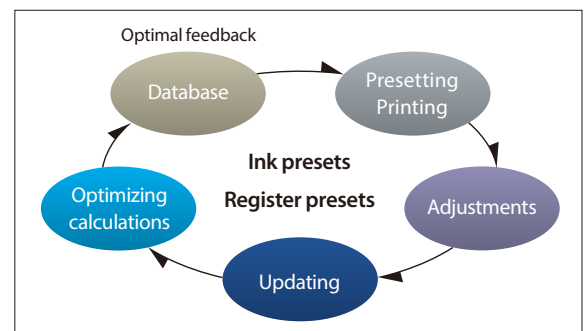 Optimal feedback
Database
Presetting
Printing
Ink presets
Register presets
Optimizing
calculations
Adjustments
Updating